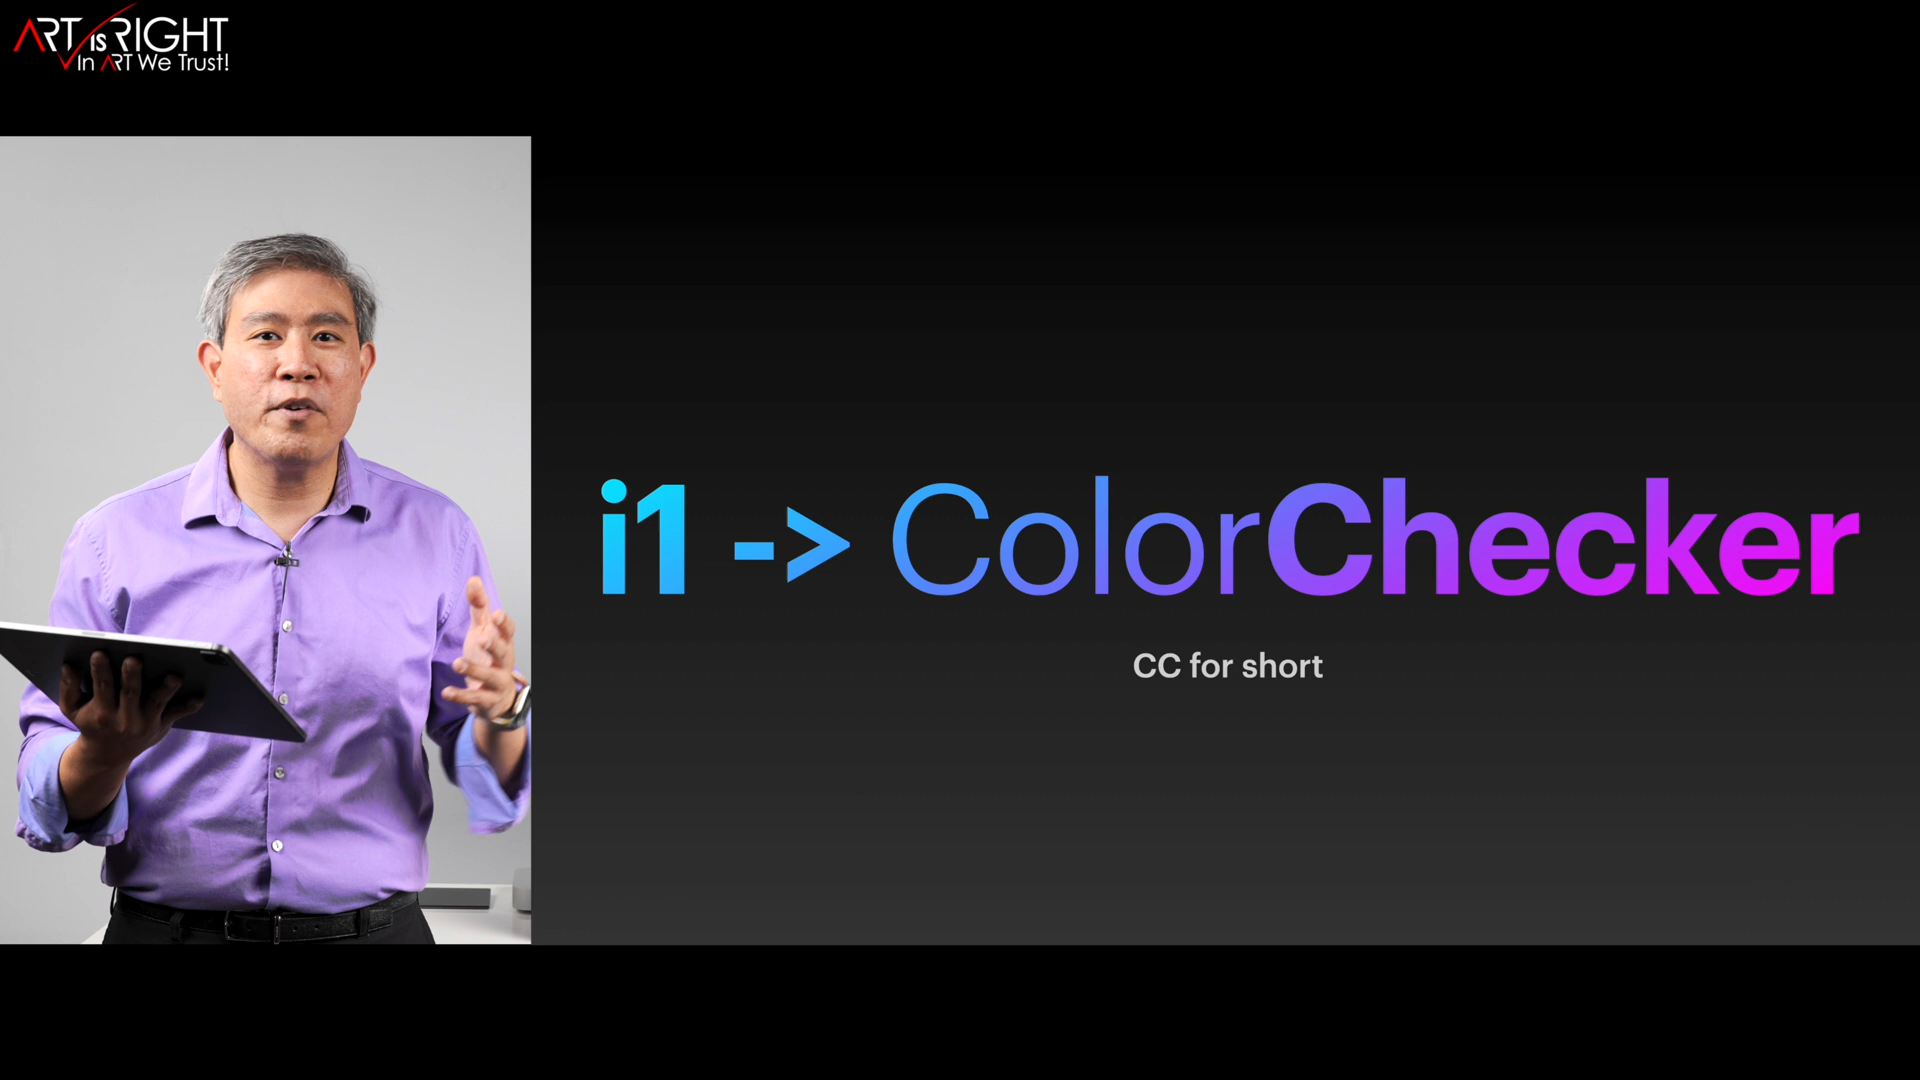 ART is RIGHT
In ART We Trust!
i1 -> ColorChecker
CC for short